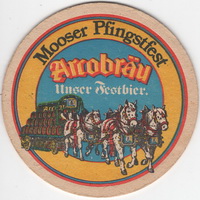 Mooser Pfingstfest
Arcobräu
Unser Festbier.